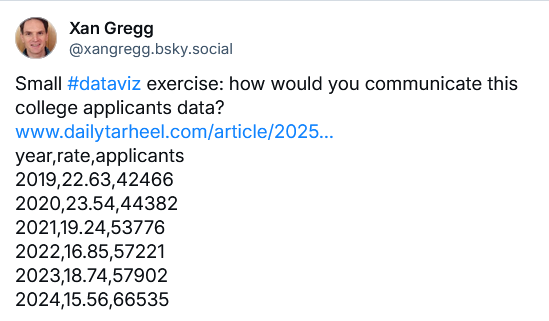 Xan Gregg
@xangregg.bsky.social
Small #dataviz exercise: how would you communicate this
college applicants data?
www.dailytarheel.com/article/2025...
year,rate,applicants
2019,22.63,42466
2020,23.54,44382
2021,19.24,53776
2022,16.85,57221
2023,18.74,57902
2024,15.56,66535